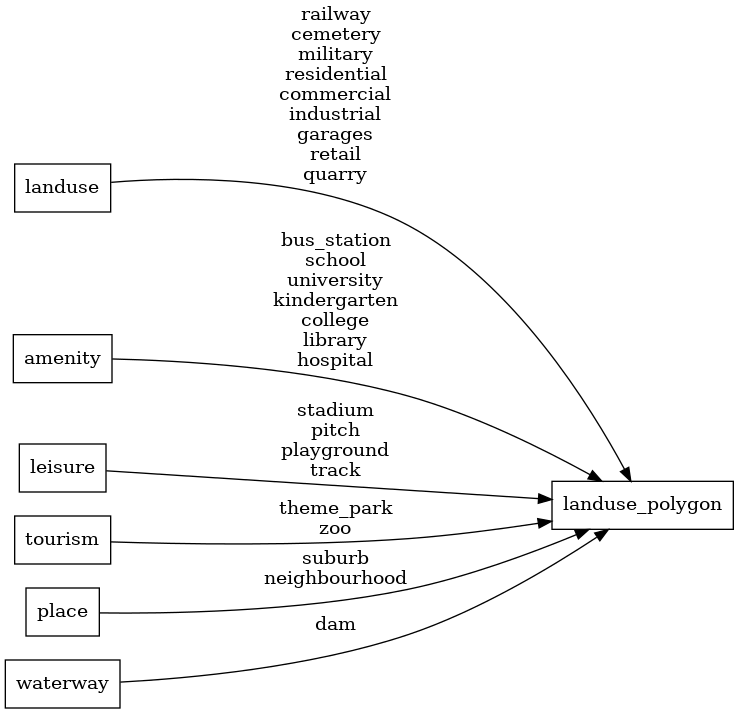 railway
cemetery
military
residential
commercial
industrial
garages
retail
quarry
landuse
bus_station
school
university
kindergarten
college
library
hospital
amenity
stadium
pitch
playground
track
leisure
landuse_polygon
theme_park
zoo
tourism
suburb
neighbourhood
place
dam
waterway